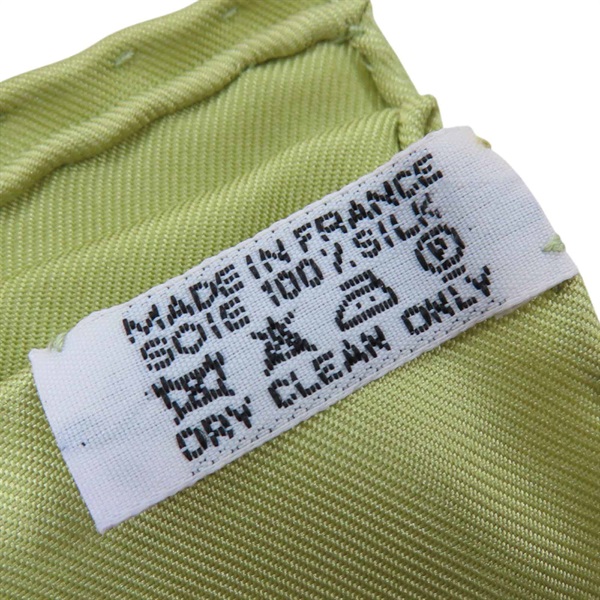 MADE IN FRANCE
SOIE 100% SILK
P
DRY CLEAN ONLY